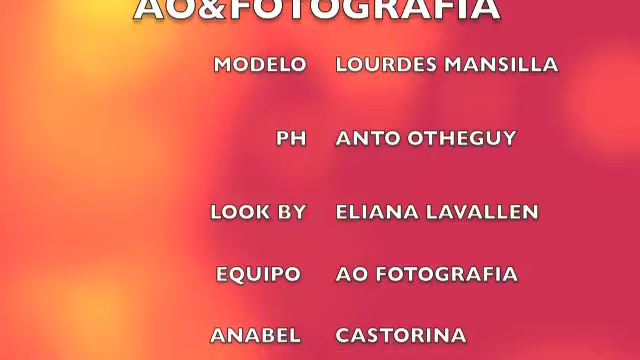 AO&FOTOGRAFIA
MODELO LOURDES MANSILLA
PH ANTO OTHEGUY
LOOK BY ELIANA LAVALLEN
EQUIPO AO FOTOGRAFIA
ANABEL CASTORINA